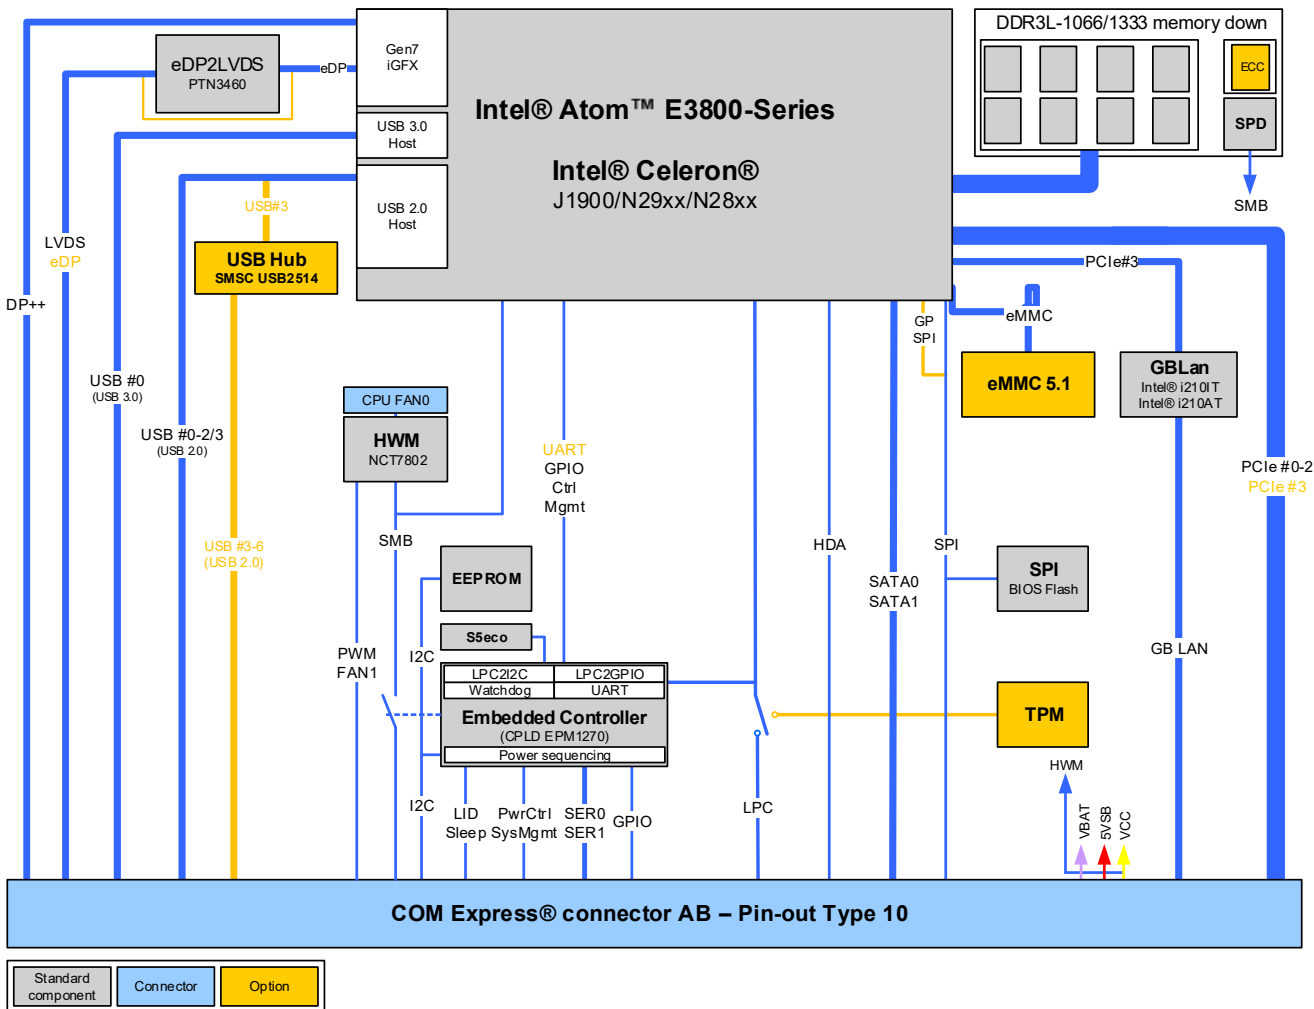 DDR3L-1066/1333 memory down
Gen7
iGFX
eDP2LVDS
PTN3460
eDP
ECC
Intel® Atom™ E3800-Series
USB 3.0
Host
SPD
Intel® Celeron®
J1900/N29xx/N28xx
USB 2.0
Host
USB#3
SMB
LVDS
eDP
USB Hub
SMSC USB2514
PCIe#3
DP++
eMMC
GP
SPI
GBLan
Intel® i210IT
Intel® i210AT
eMMC 5.1
USB #0
(USB 3.0)
CPU FAN0
HWM
NCT7802
USB #0-2/3
(USB 2.0)
UART
GPIO
Ctrl
Mgmt
PCIe #0-2
PCIe #3
USB #3-6
(USB 2.0)
SMB
HDA
SPI
EEPROM
SPI
BIOS Flash
SATA0
SATA1
S5eco
PWM
FAN1
I2C
GB LAN
LPC2I2C
LPC2GPIO
Watchdog
UART
Embedded Controller
(CPLD EPM1270)
Power sequencing
TPM
HWM
I2C
LID
Sleep
PwrCtrl
SysMgmt
SER0
SER1
GPIO
LPC
VBAT
5VSB
VCC
COM Express® connector AB – Pin-out Type 10
Standard
component
Connector
Option